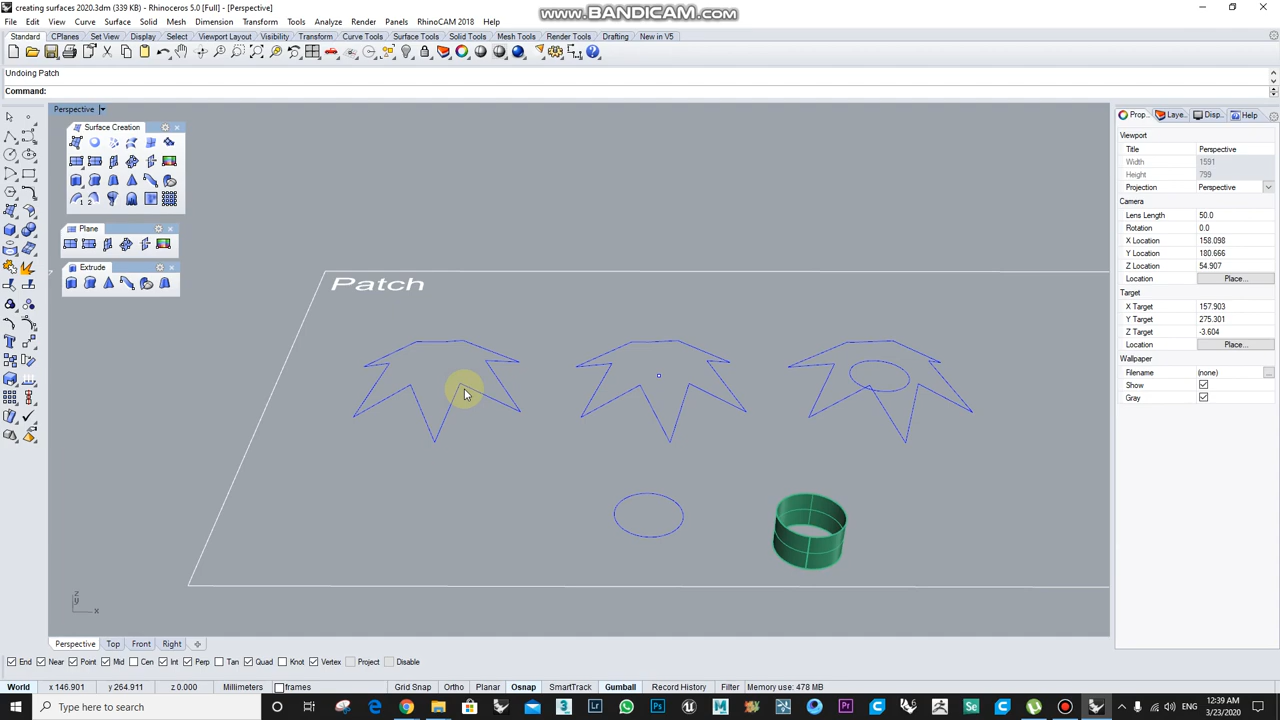 creating surfaces 2020.3dm (339 KB) - Rhinoceros 5.0 [Full] - [Perspective]
www.BANDICAM.com
File Edit View Curve Surface Solid Mesh Dimension Transform Tools Analyze Render Panels RhinoCAM 2018 Help
Standard CPlanes Set View Display Select Viewport Layout Visibility Transform Curve Tools Surface Tools Solid Tools Mesh Tools Render Tools Drafting New in V5
Undoing Patch
Command:
Perspective
Surface Creation
Plane
Extrude
Patch
z
y
x
Prop... Laye... Disp... Help
Viewport
Title Perspective
Width 1591
Height 799
Projection Perspective
Camera
Lens Length 50.0
Rotation 0.0
X Location 158.098
Y Location 180.666
Z Location 54.907
Location Place...
Target
X Target 157.903
Y Target 275.301
Z Target -3.604
Location Place...
Wallpaper
Filename (none) ...
Show
Gray
Perspective Top Front Right
End Near Point Mid Cen Int Perp Tan Quad Knot Vertex Project Disable
World x 146.901 y 264.911 z 0.000 Millimeters frames Grid Snap Ortho Planar Osnap SmartTrack Gumball Record History Filter Memory use: 478 MB
Type here to search
ENG
12:39 AM
3/23/2020